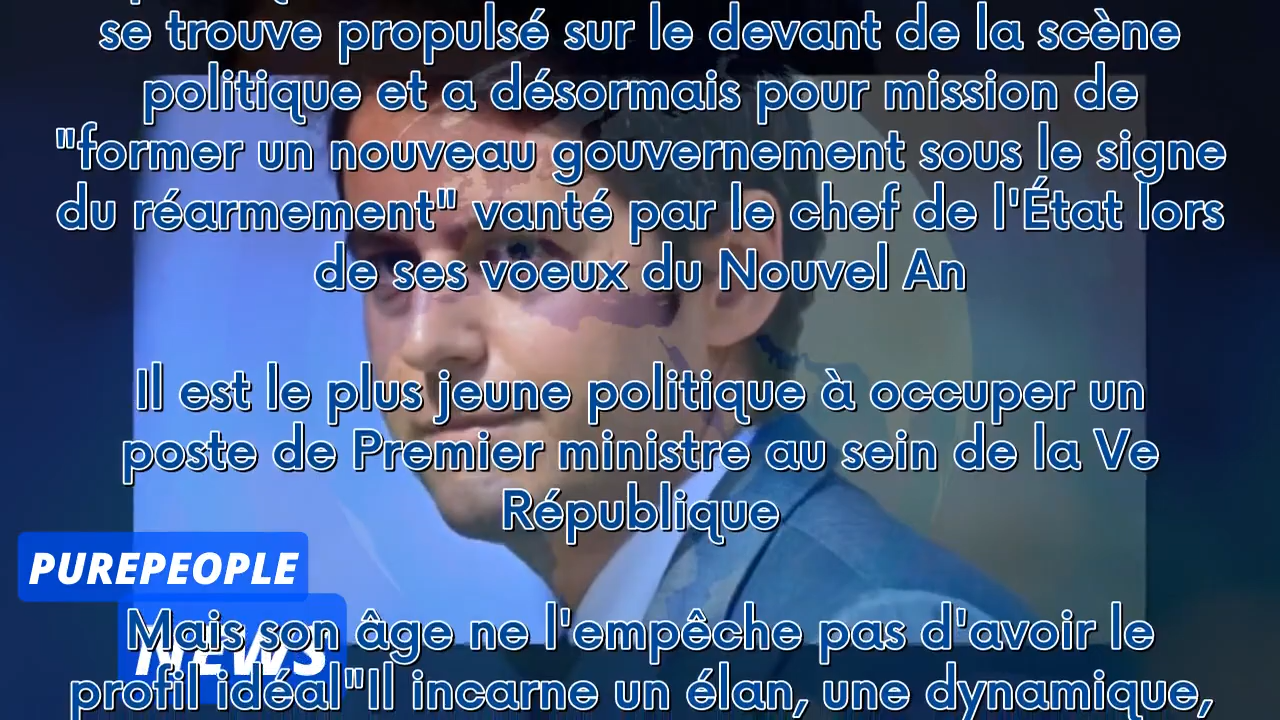 se trouve propulsé sur le devant de la scène
politique et a désormais pour mission de
"former un nouveau gouvernement sous le signe
du réarmement" vanté par le chef de l'État lors
de ses voeux du Nouvel An
Il est le plus jeune politique à occuper un
poste de Premier ministre au sein de la Ve
République
PUREPEOPLE
NEWS
Mais son âge ne l'empêche pas d'avoir le
profil idéal"Il incarne un élan, une dynamique,